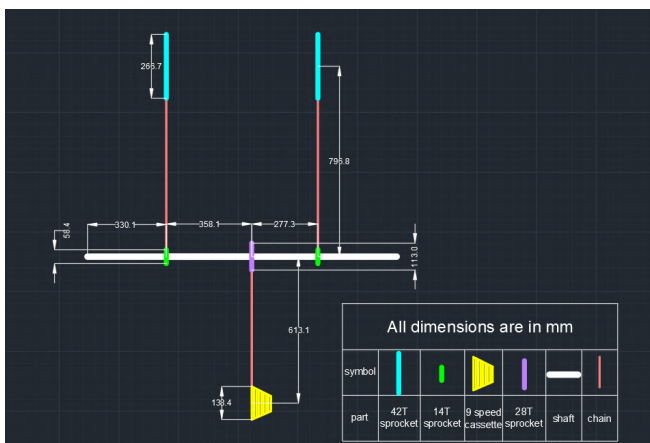 266.7
796.8
58.4
330.1
358.1
277.3
113.0
613.1
138.4
All dimensions are in mm
symbol
part
42T
sprocket
14T
sprocket
9 speed
cassette
28T
sprocket
shaft
chain